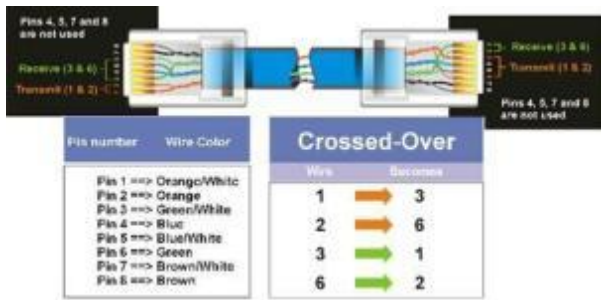 Pins 4, 5, 7 and 8
are not used
Receive (3 & 6)
Transmit (1 & 2)
Receive (3 & 6)
Transmit (1 & 2)
Pins 4, 5, 7 and 8
are not used
Pin number Wire Color
Pin 1 ==> Orange/White
Pin 2 ==> Orange
Pin 3 ==> Green/White
Pin 4 ==> Blue
Pin 5 ==> Blue/White
Pin 6 ==> Green
Pin 7 ==> Brown/White
Pin 8 ==> Brown
Crossed-Over
Wire Becomes
1 3
2 6
3 1
6 2